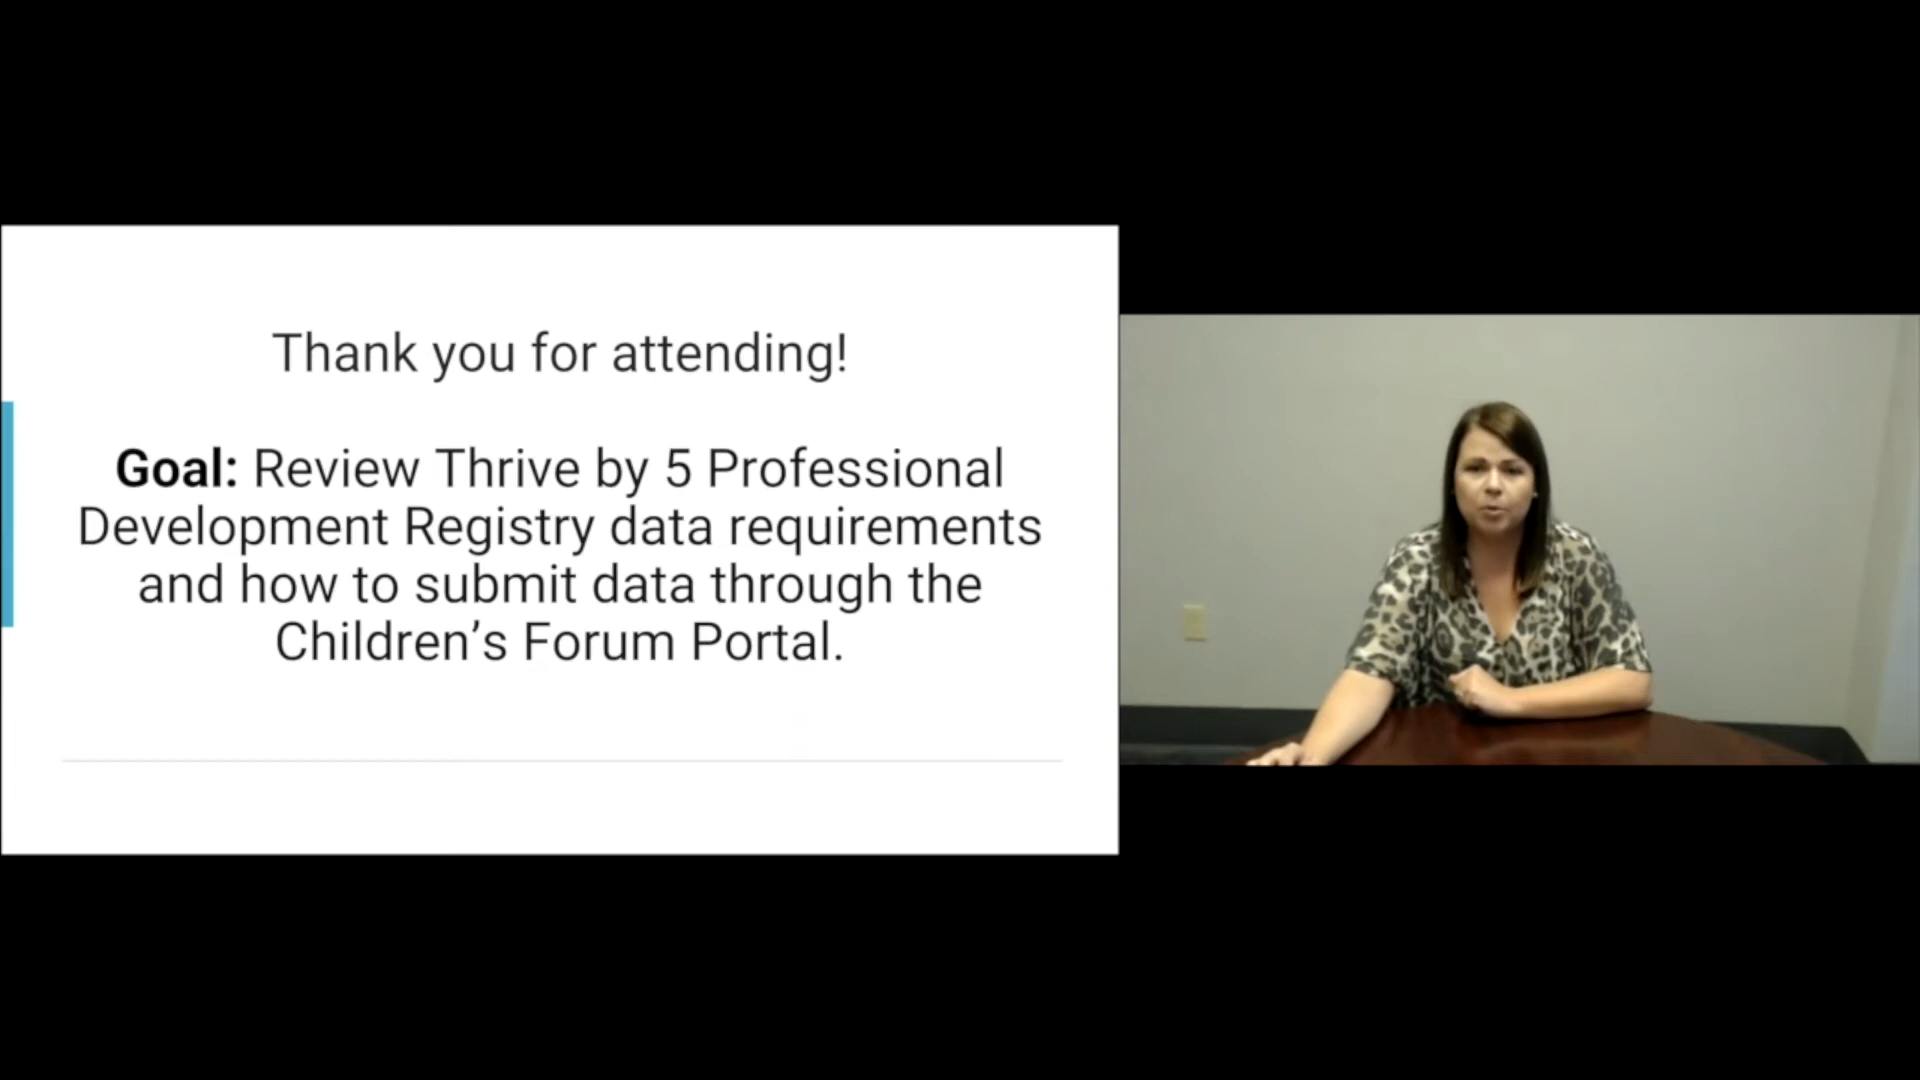 Thank you for attending!
Goal: Review Thrive by 5 Professional
Development Registry data requirements
and how to submit data through the
Children’s Forum Portal.